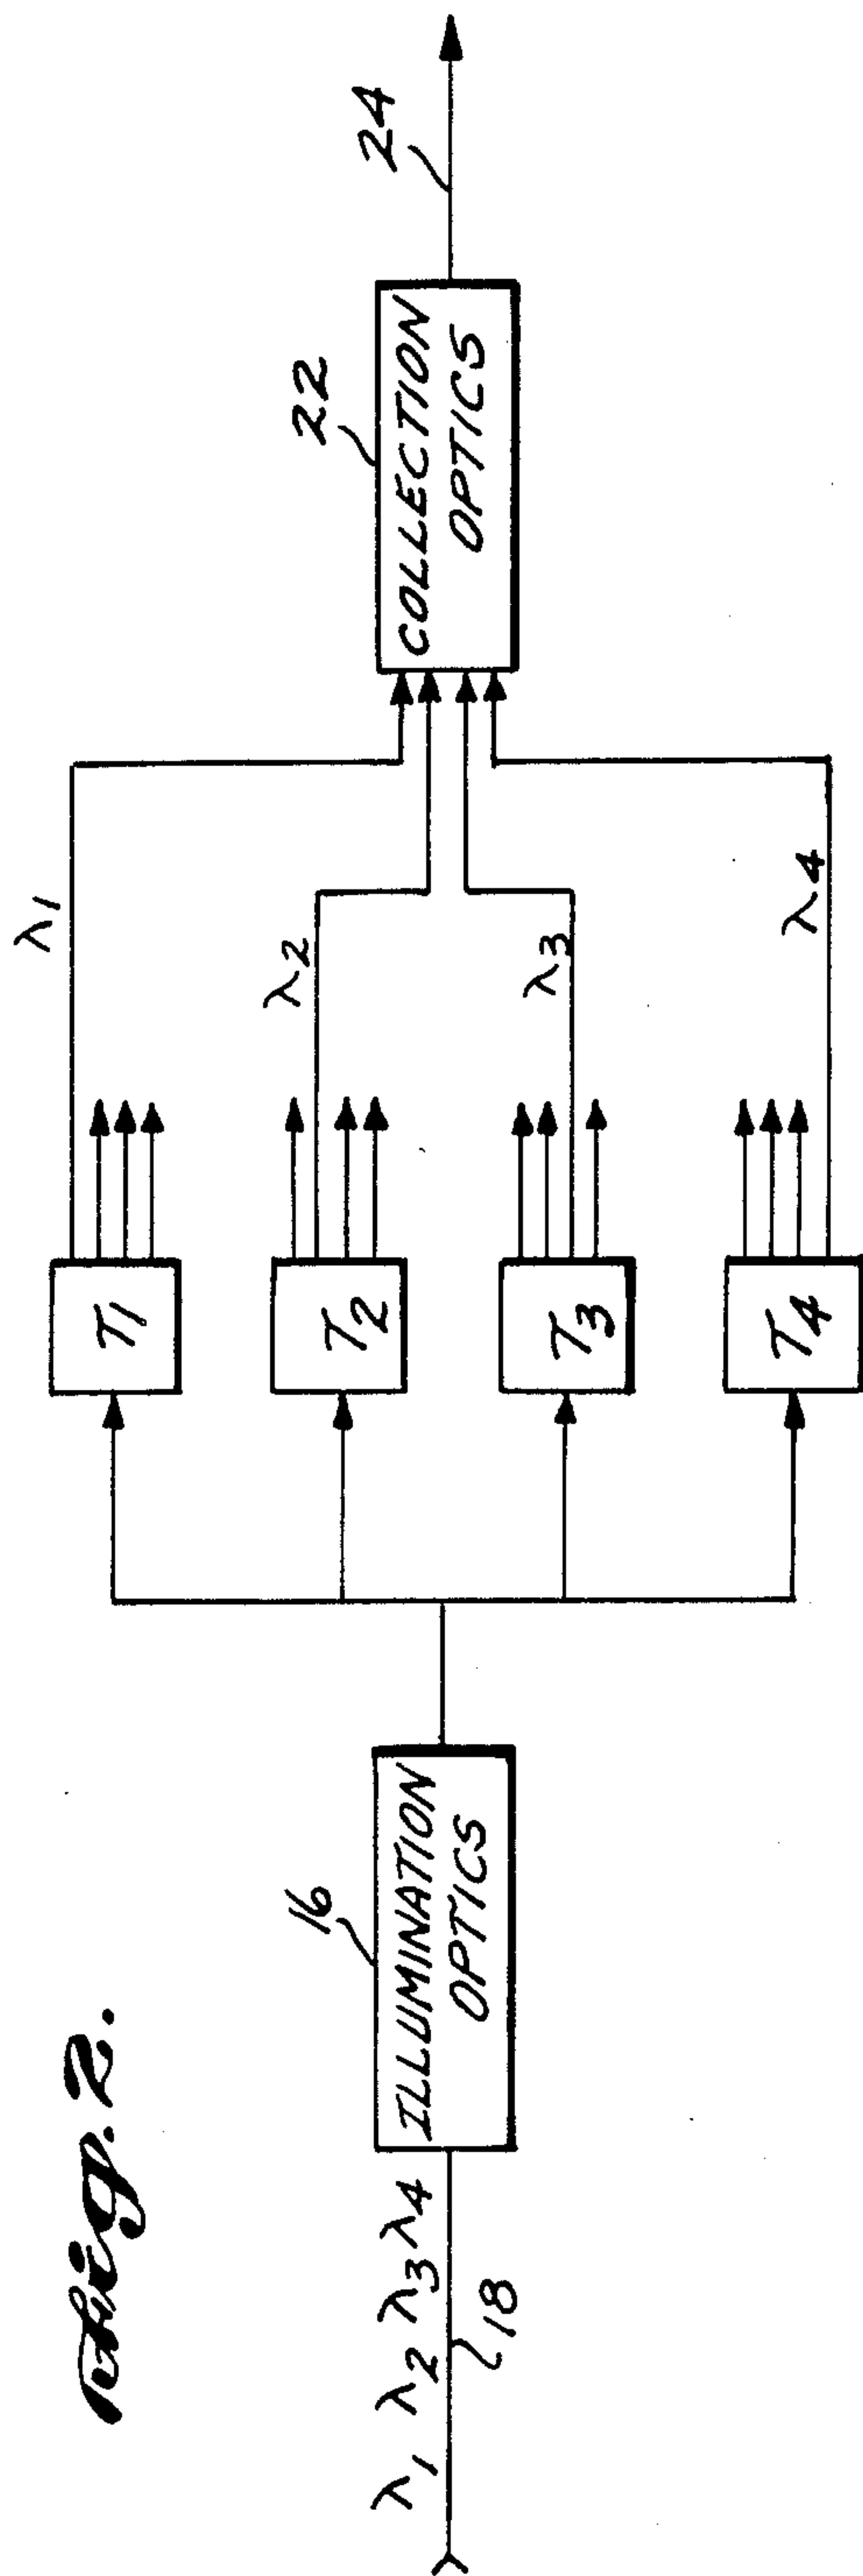 Fig. 2.
λ1 λ2 λ3 λ4
18
16
ILLUMINATION
OPTICS
T1
T2
T3
T4
λ1
λ2
λ3
λ4
22
COLLECTION
OPTICS
24